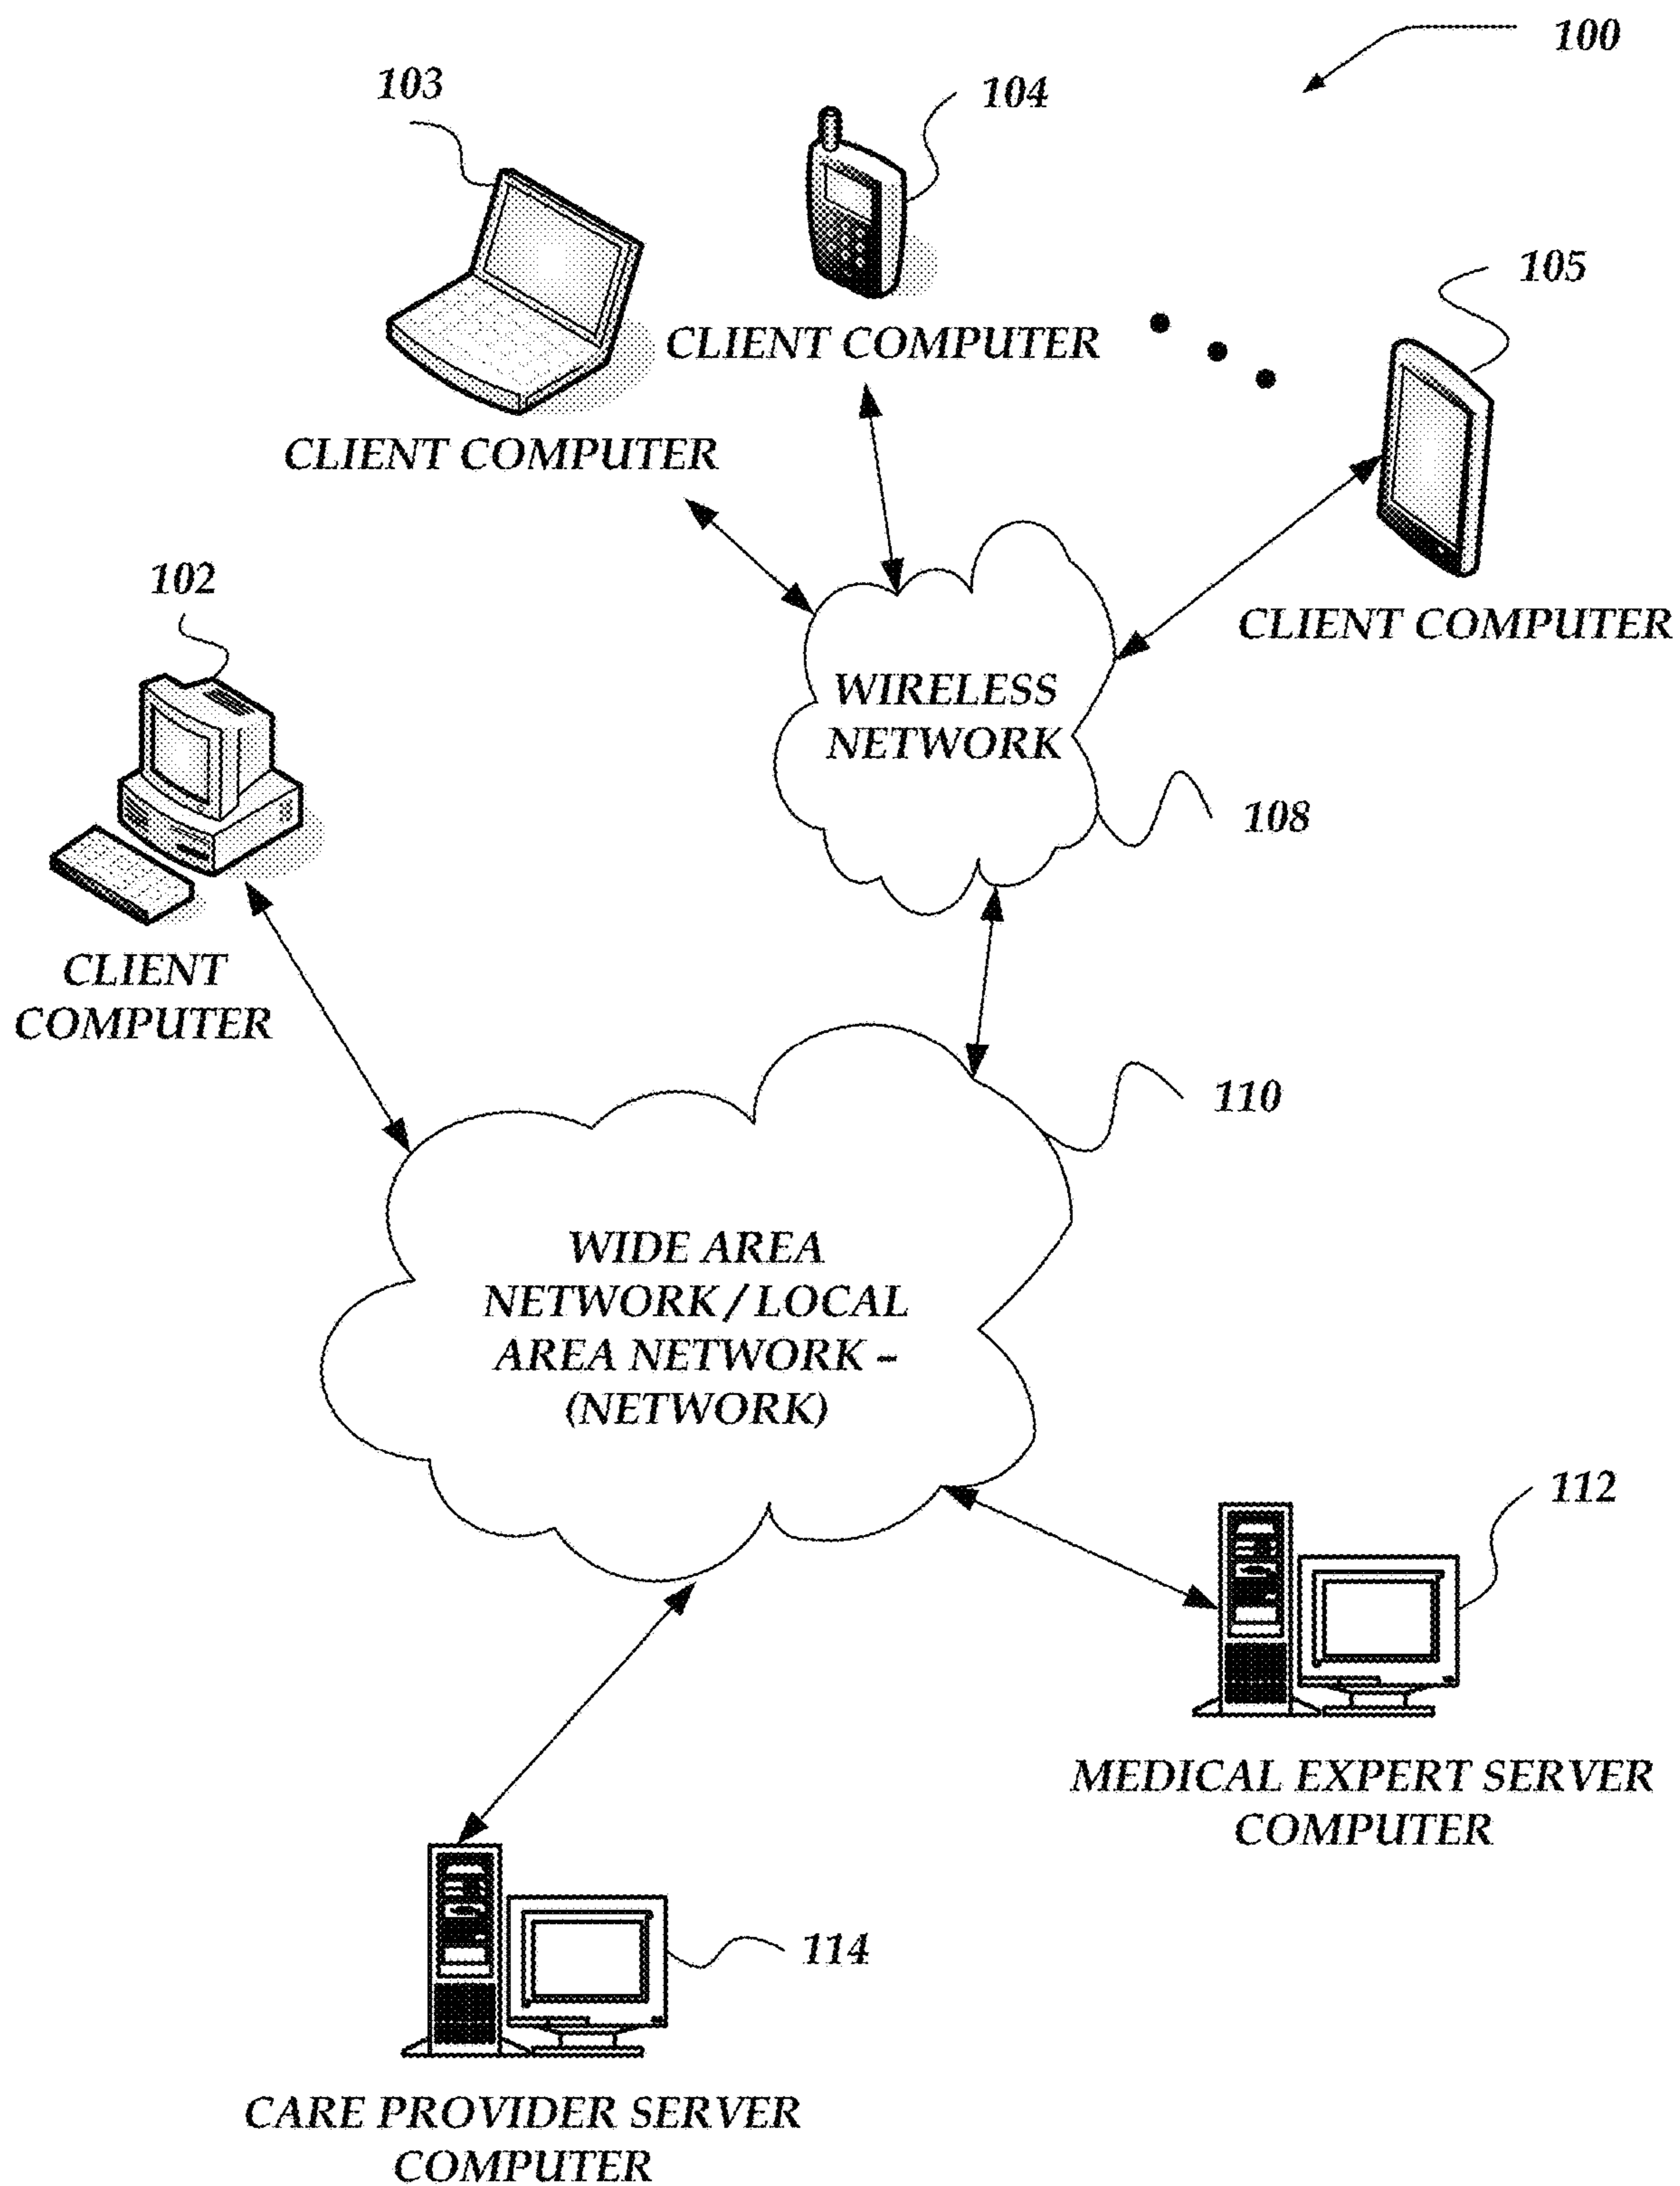 100
103
104
105
CLIENT COMPUTER
CLIENT COMPUTER
102
CLIENT COMPUTER
WIRELESS
NETWORK
108
CLIENT
COMPUTER
110
WIDE AREA
NETWORK / LOCAL
AREA NETWORK –
(NETWORK)
112
MEDICAL EXPERT SERVER
COMPUTER
114
CARE PROVIDER SERVER
COMPUTER